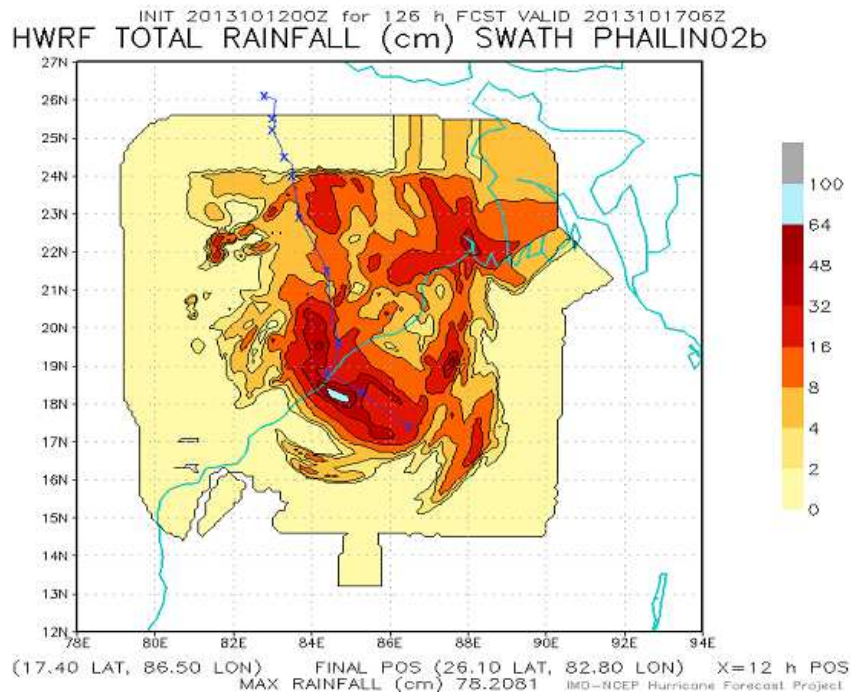 INIT 2013101200Z for 126 h FCST VALID 2013101706Z
HWRF TOTAL RAINFALL (cm) SWATH PHAILIN02b
27N
26N
25N
24N
23N
22N
21N
20N
19N
18N
17N
16N
15N
14N
13N
12N
100
64
48
32
16
8
4
2
0
78E 80E 82E 84E 86E 88E 90E 92E 94E
(17.40 LAT, 86.50 LON) FINAL POS (26.10 LAT, 82.80 LON) X=12 h POS
MAX RAINFALL (cm) 78.2081 IMD-NCEP Hurricane Forecast Project